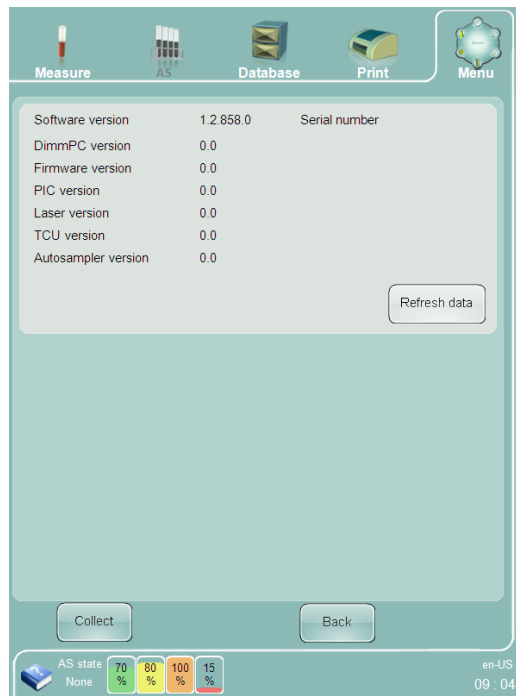 Measure AS Database Print Menu
Software version 1.2.858.0 Serial number
DimmPC version 0.0
Firmware version 0.0
PIC version 0.0
Laser version 0.0
TCU version 0.0
Autosampler version 0.0
Refresh data
Collect Back
AS state 70 % 80 % 100 % 15 % en-US
None 09 : 04